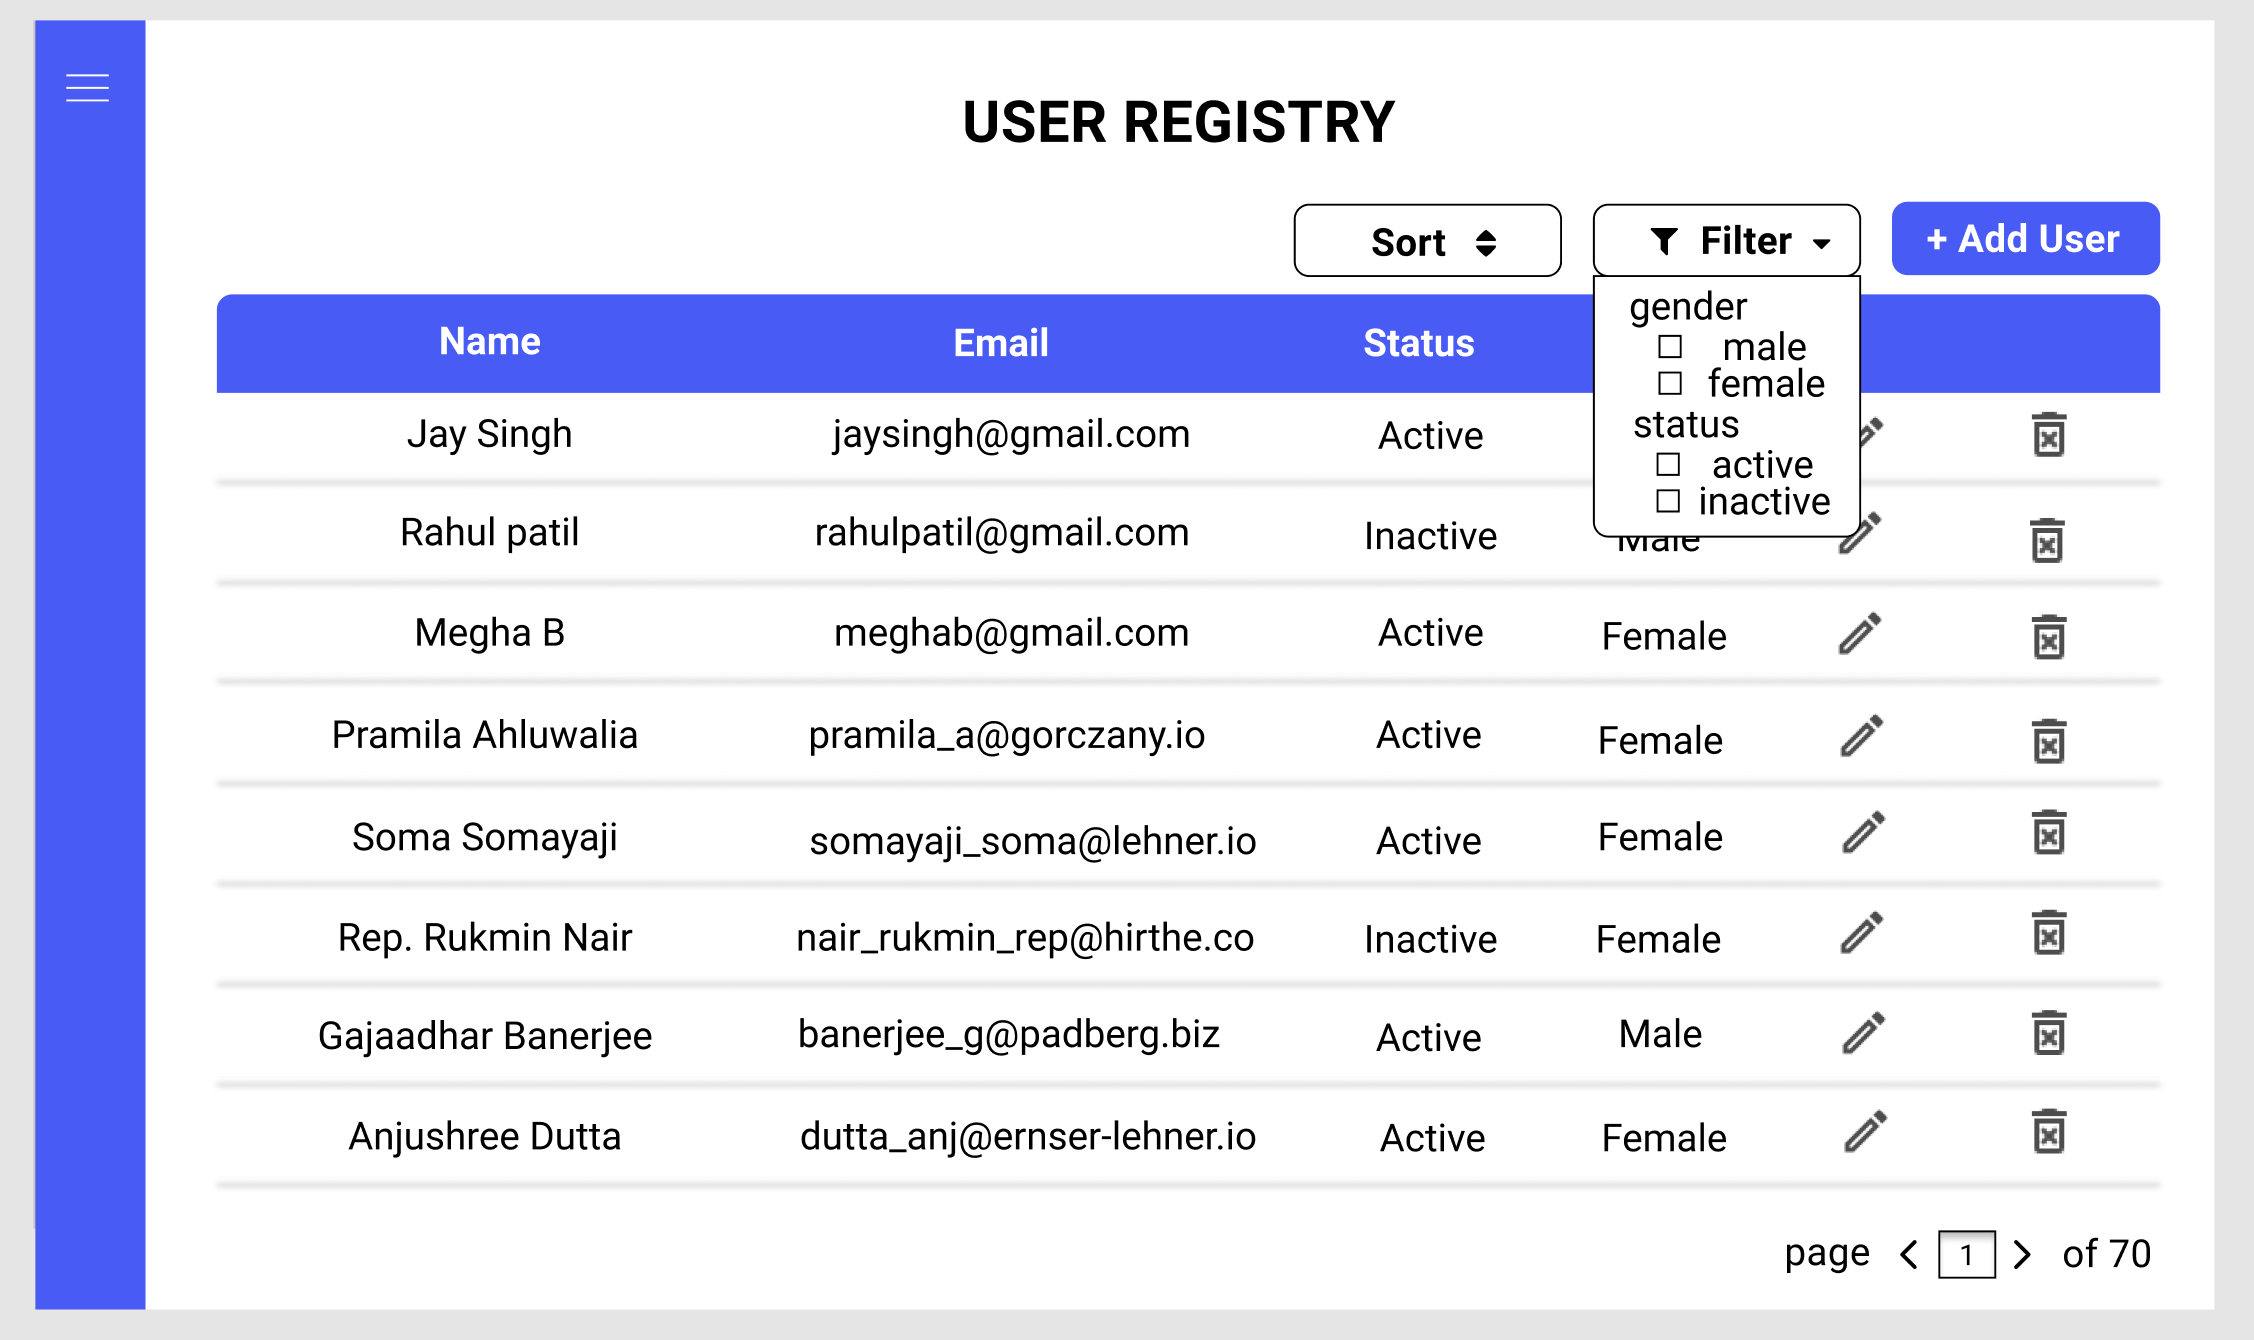 USER REGISTRY
Sort Filter + Add User
gender
male
female
status
active
inactive
Name Email Status
Jay Singh jaysingh@gmail.com Active
Rahul patil rahulpatil@gmail.com Inactive Male
Megha B meghab@gmail.com Active Female
Pramila Ahluwalia pramila_a@gorczany.io Active Female
Soma Somayaji somayaji_soma@lehner.io Active Female
Rep. Rukmin Nair nair_rukmin_rep@hirthe.co Inactive Female
Gajaadhar Banerjee banerjee_g@padberg.biz Active Male
Anjushree Dutta dutta_anj@ernser-lehner.io Active Female
page < 1 > of 70